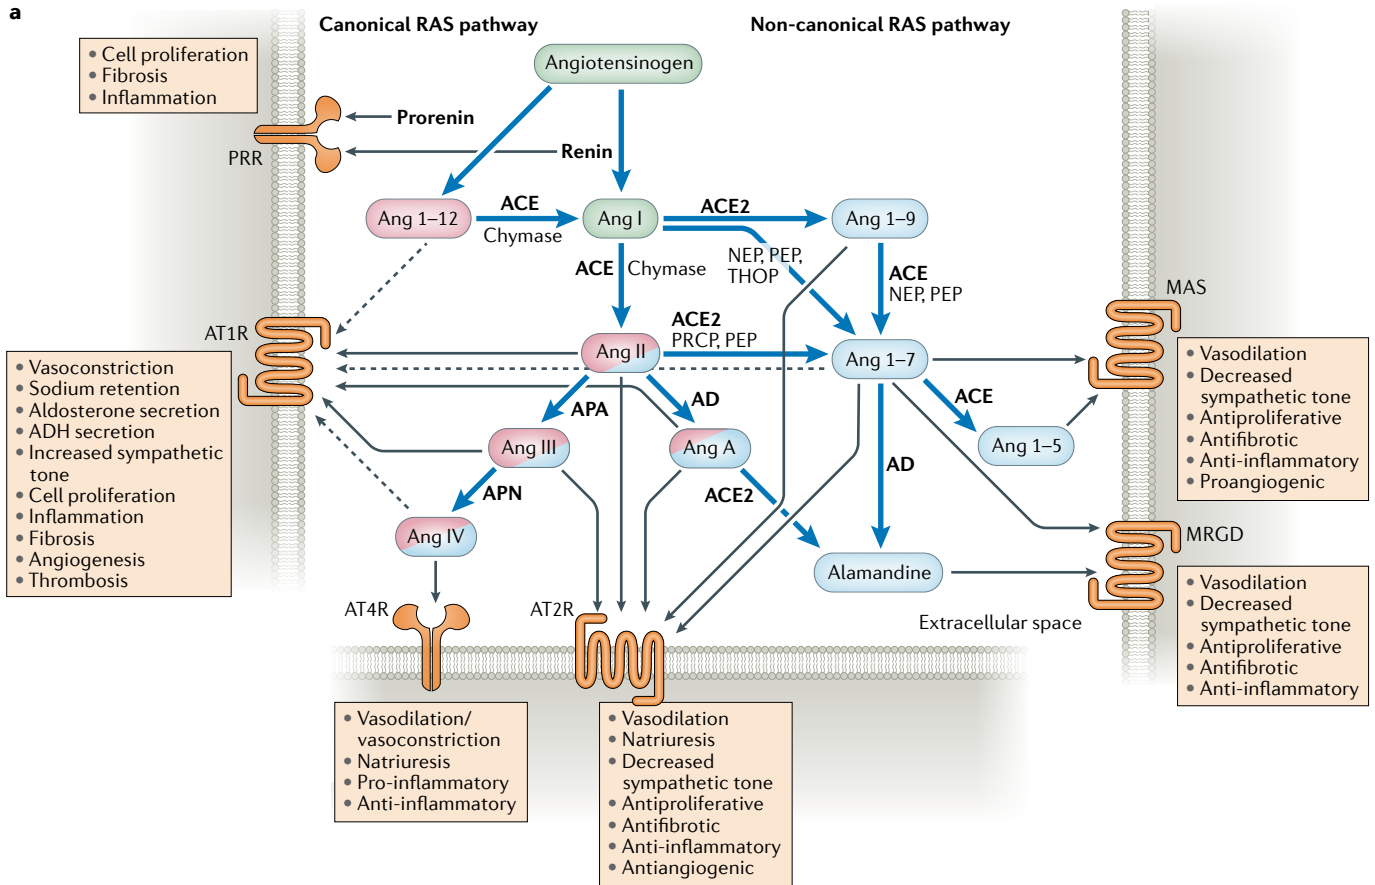 a
Canonical RAS pathway
Non-canonical RAS pathway
• Cell proliferation
• Fibrosis
• Inflammation
Angiotensinogen
Prorenin
PRR
Renin
Ang 1–12
ACE
Chymase
Ang I
ACE2
Ang 1–9
NEP, PEP,
THOP
ACE
Chymase
ACE
NEP, PEP
MAS
AT1R
ACE2
PRCP, PEP
Ang II
Ang 1–7
• Vasoconstriction
• Sodium retention
• Aldosterone secretion
• ADH secretion
• Increased sympathetic
tone
• Cell proliferation
• Inflammation
• Fibrosis
• Angiogenesis
• Thrombosis
• Vasodilation
• Decreased
sympathetic tone
• Antiproliferative
• Antifibrotic
• Anti-inflammatory
• Proangiogenic
APA
AD
ACE
Ang III
Ang A
Ang 1–5
APN
ACE2
AD
Ang IV
MRGD
Alamandine
• Vasodilation
• Decreased
sympathetic tone
• Antiproliferative
• Antifibrotic
• Anti-inflammatory
AT4R
AT2R
Extracellular space
• Vasodilation/
vasoconstriction
• Natriuresis
• Pro-inflammatory
• Anti-inflammatory
• Vasodilation
• Natriuresis
• Decreased
sympathetic tone
• Antiproliferative
• Antifibrotic
• Anti-inflammatory
• Antiangiogenic